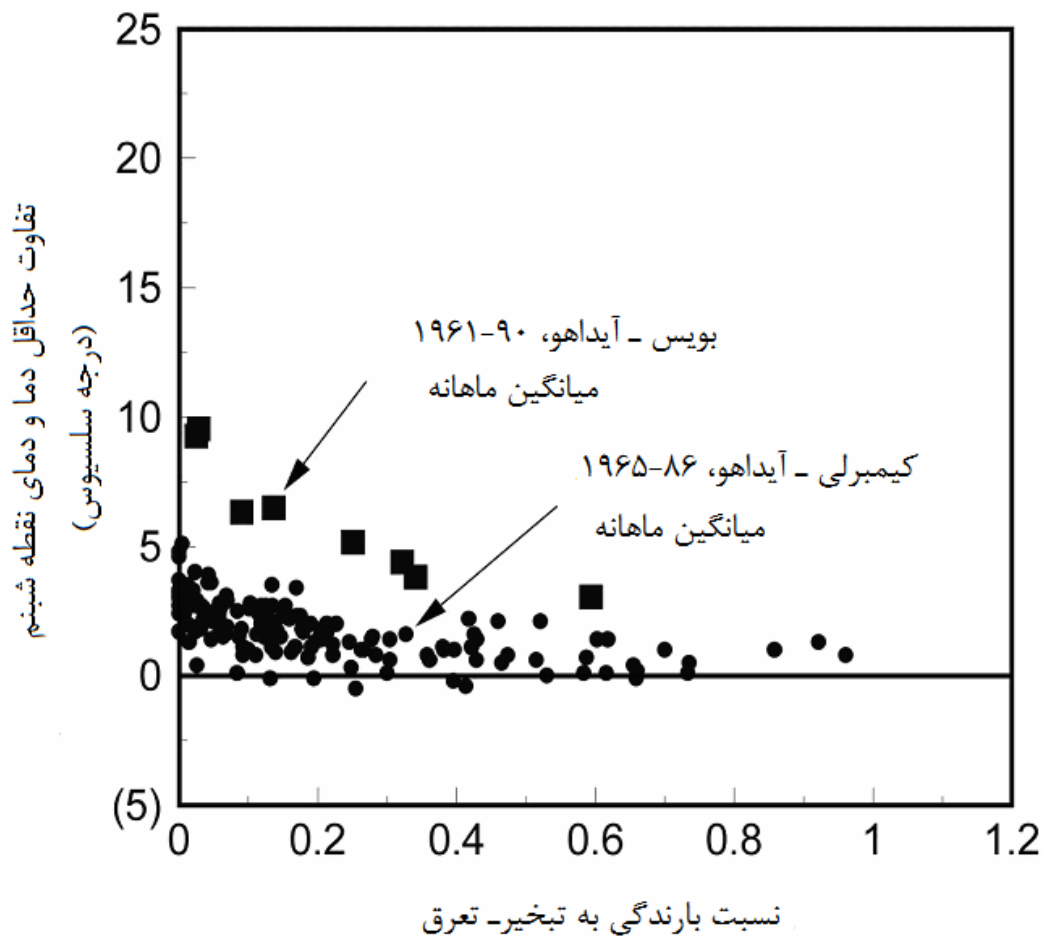 25
20
15
10
5
0
(5)
تفاوت حداقل دما و دمای نقطه شبنم
(درجه سلسیوس)
بویس ـ آیداهو، ۹۰-۱۹۶۱
میانگین ماهانه
کیمبرلی ـ آیداهو، ۸۶-۱۹۶۵
میانگین ماهانه
0 0.2 0.4 0.6 0.8 1 1.2
نسبت بارندگی به تبخیرـ تعرق